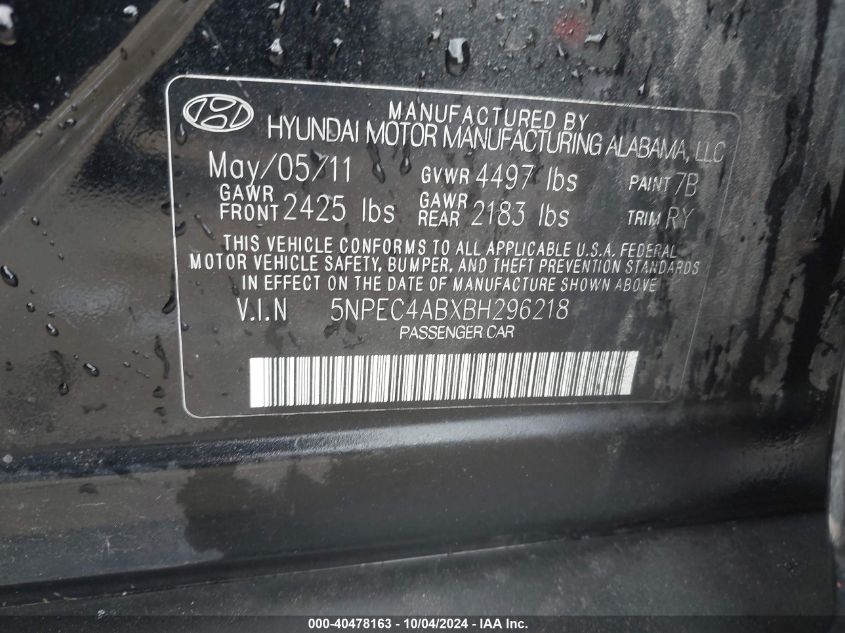 MANUFACTURED BY
HYUNDAI MOTOR MANUFACTURING ALABAMA, LLC
May/05/11 GVWR 4497 lbs PAINT 7B
GAWR FRONT 2425 lbs GAWR REAR 2183 lbs TRIM RY
THIS VEHICLE CONFORMS TO ALL APPLICABLE U.S.A. FEDERAL
MOTOR VEHICLE SAFETY, BUMPER, AND THEFT PREVENTION STANDARDS
IN EFFECT ON THE DATE OF MANUFACTURE SHOWN ABOVE
V.I.N 5NPEC4ABXBH296218
PASSENGER CAR
000-40478163 - 10/04/2024 - IAA Inc.